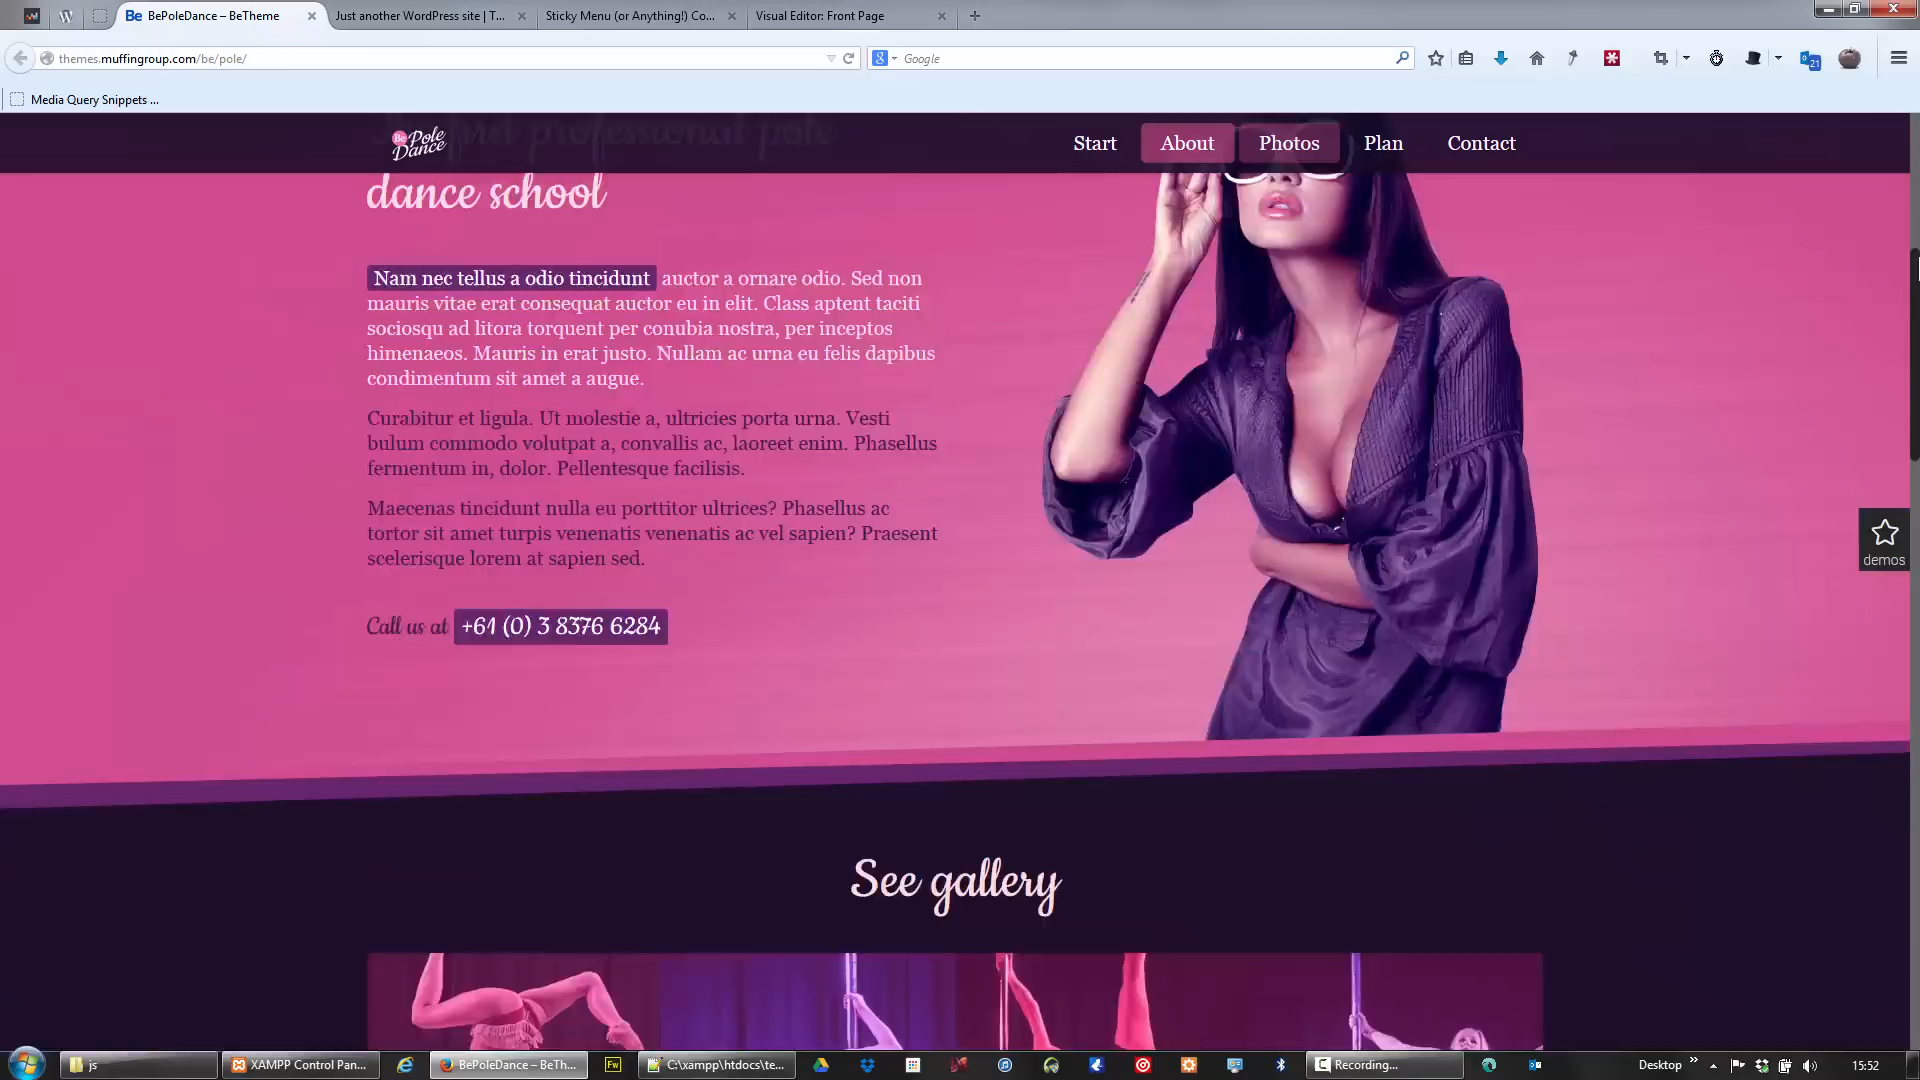 BePoleDance – BeTheme
Just another WordPress site | T...
Sticky Menu (or Anything!) Co...
Visual Editor: Front Page
themes.muffingroup.com/be/pole/
Google
21
Media Query Snippets ...
Be Pole
Dance
Start
About
Photos
Plan
Contact
professional pole
dance school
Nam nec tellus a odio tincidunt auctor a ornare odio. Sed non
mauris vitae erat consequat auctor eu in elit. Class aptent taciti
sociosqu ad litora torquent per conubia nostra, per inceptos
himenaeos. Mauris in erat justo. Nullam ac urna eu felis dapibus
condimentum sit amet a augue.
Curabitur et ligula. Ut molestie a, ultricies porta urna. Vesti
bulum commodo volutpat a, convallis ac, laoreet enim. Phasellus
fermentum in, dolor. Pellentesque facilisis.
Maecenas tincidunt nulla eu porttitor ultrices? Phasellus ac
tortor sit amet turpis venenatis venenatis ac vel sapien? Praesent
scelerisque lorem at sapien sed.
demos
Call us at +61 (0) 3 8376 6284
See gallery
js
XAMPP Control Pan...
BePoleDance – BeTh...
Fw
C:\xampp\htdocs\te...
Recording...
Desktop
15:52